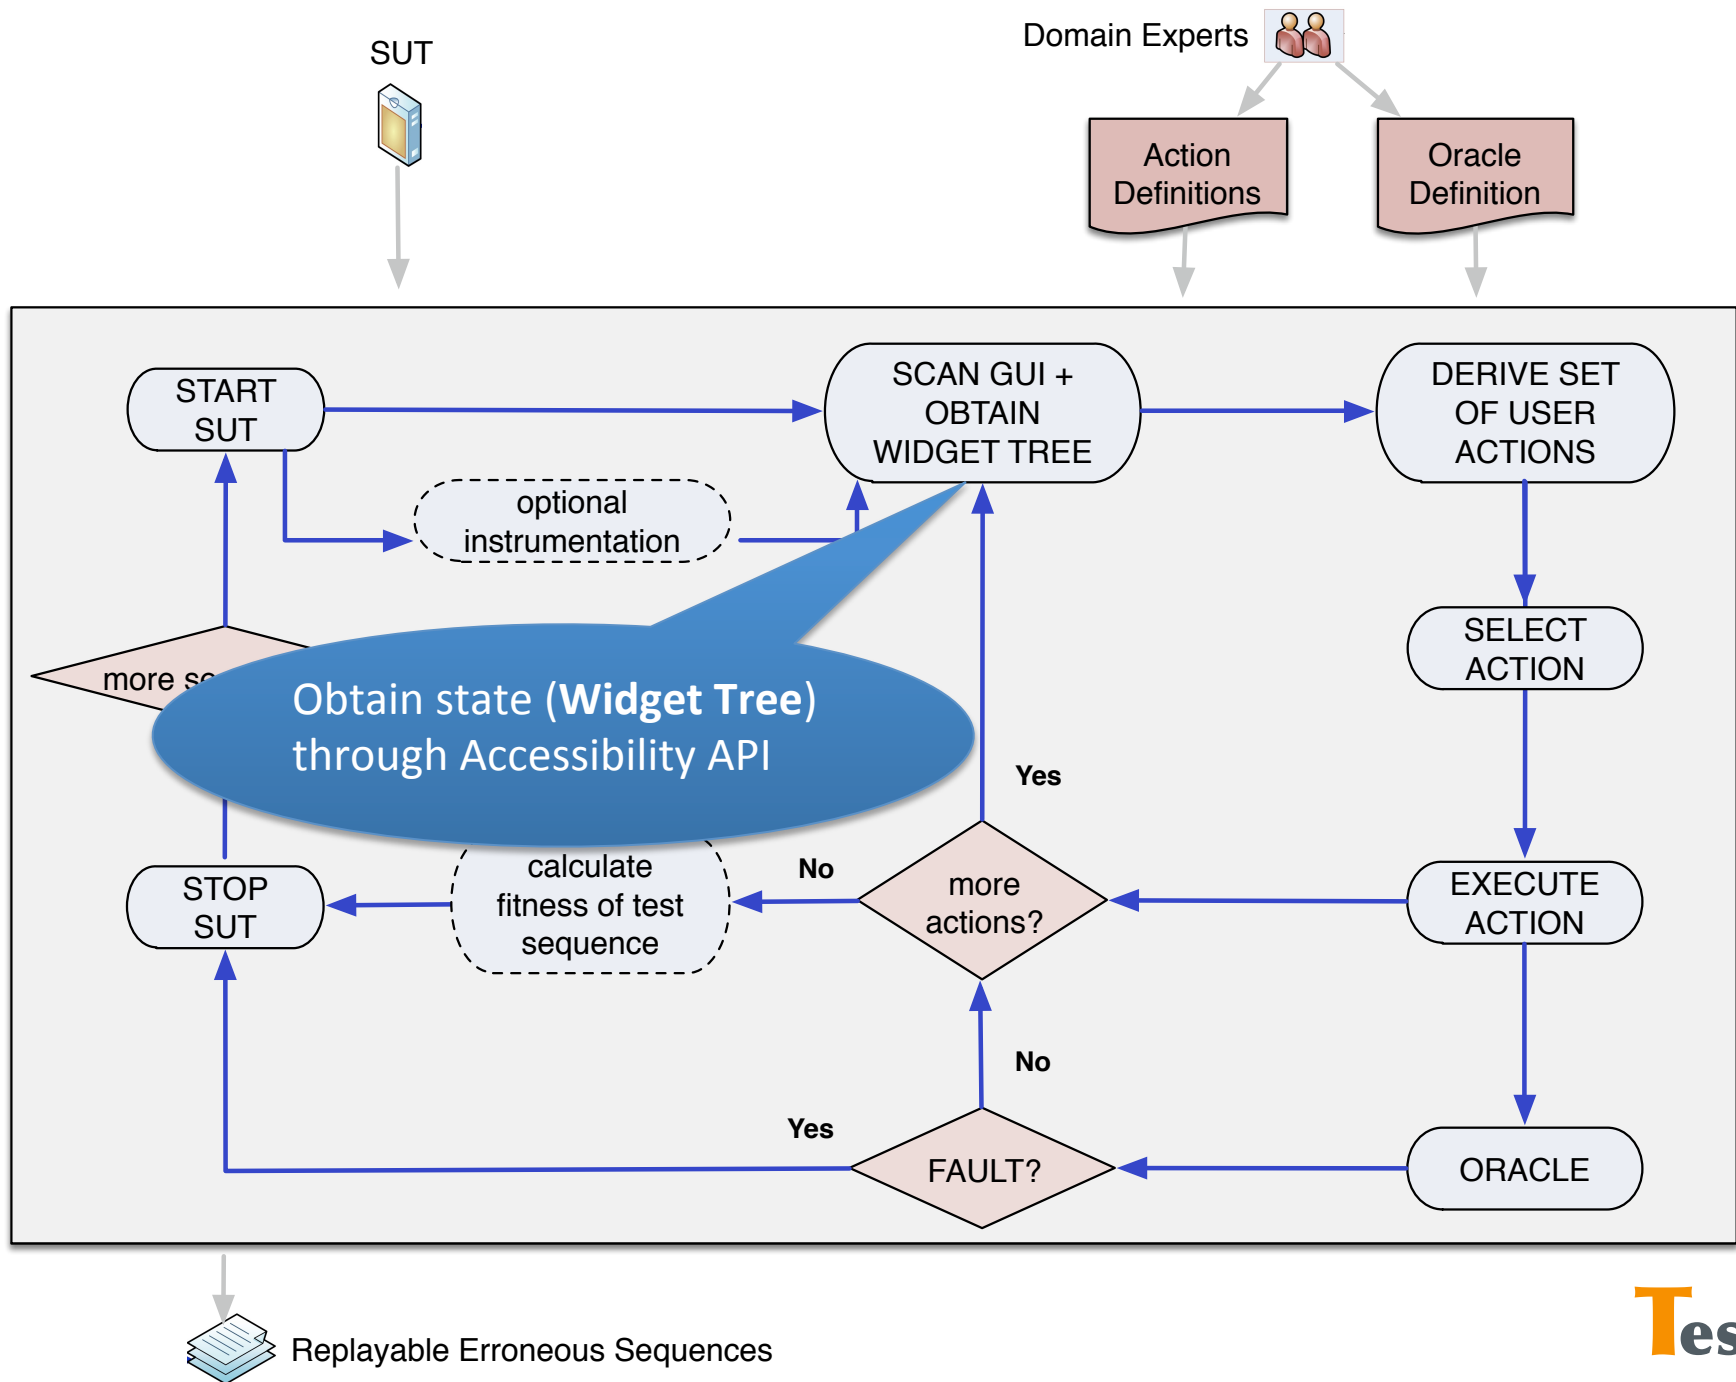 SUT
Domain Experts
Action
Definitions
Oracle
Definition
START
SUT
SCAN GUI +
OBTAIN
WIDGET TREE
DERIVE SET
OF USER
ACTIONS
optional
instrumentation
SELECT
ACTION
more
Obtain state (Widget Tree)
through Accessibility API
Yes
STOP
SUT
calculate
fitness of test
sequence
No
more
actions?
EXECUTE
ACTION
No
Yes
FAULT?
ORACLE
Replayable Erroneous Sequences
Tes